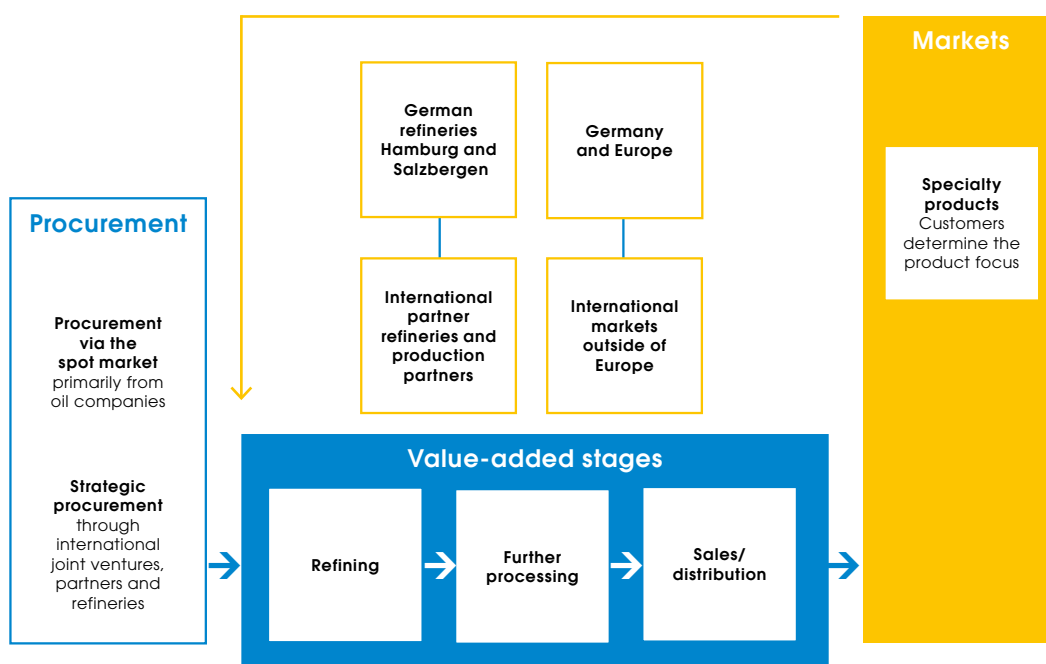 Procurement
Procurement
via the
spot market
primarily from
oil companies
Strategic
procurement
through
international
joint ventures,
partners and
refineries
German
refineries
Hamburg and
Salzbergen
Germany
and Europe
International
partner
refineries and
production
partners
International
markets
outside of
Europe
Value-added stages
Refining
Further
processing
Sales/
distribution
Markets
Specialty
products
Customers
determine the
product focus